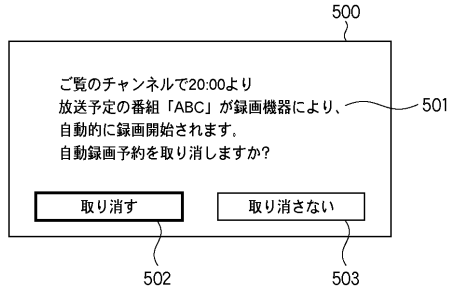 500
ご覧のチャンネルで20:00より
放送予定の番組「ABC」が録画機器により、
501
自動的に録画開始されます。
自動録画予約を取り消しますか?
取り消す
取り消さない
502
503